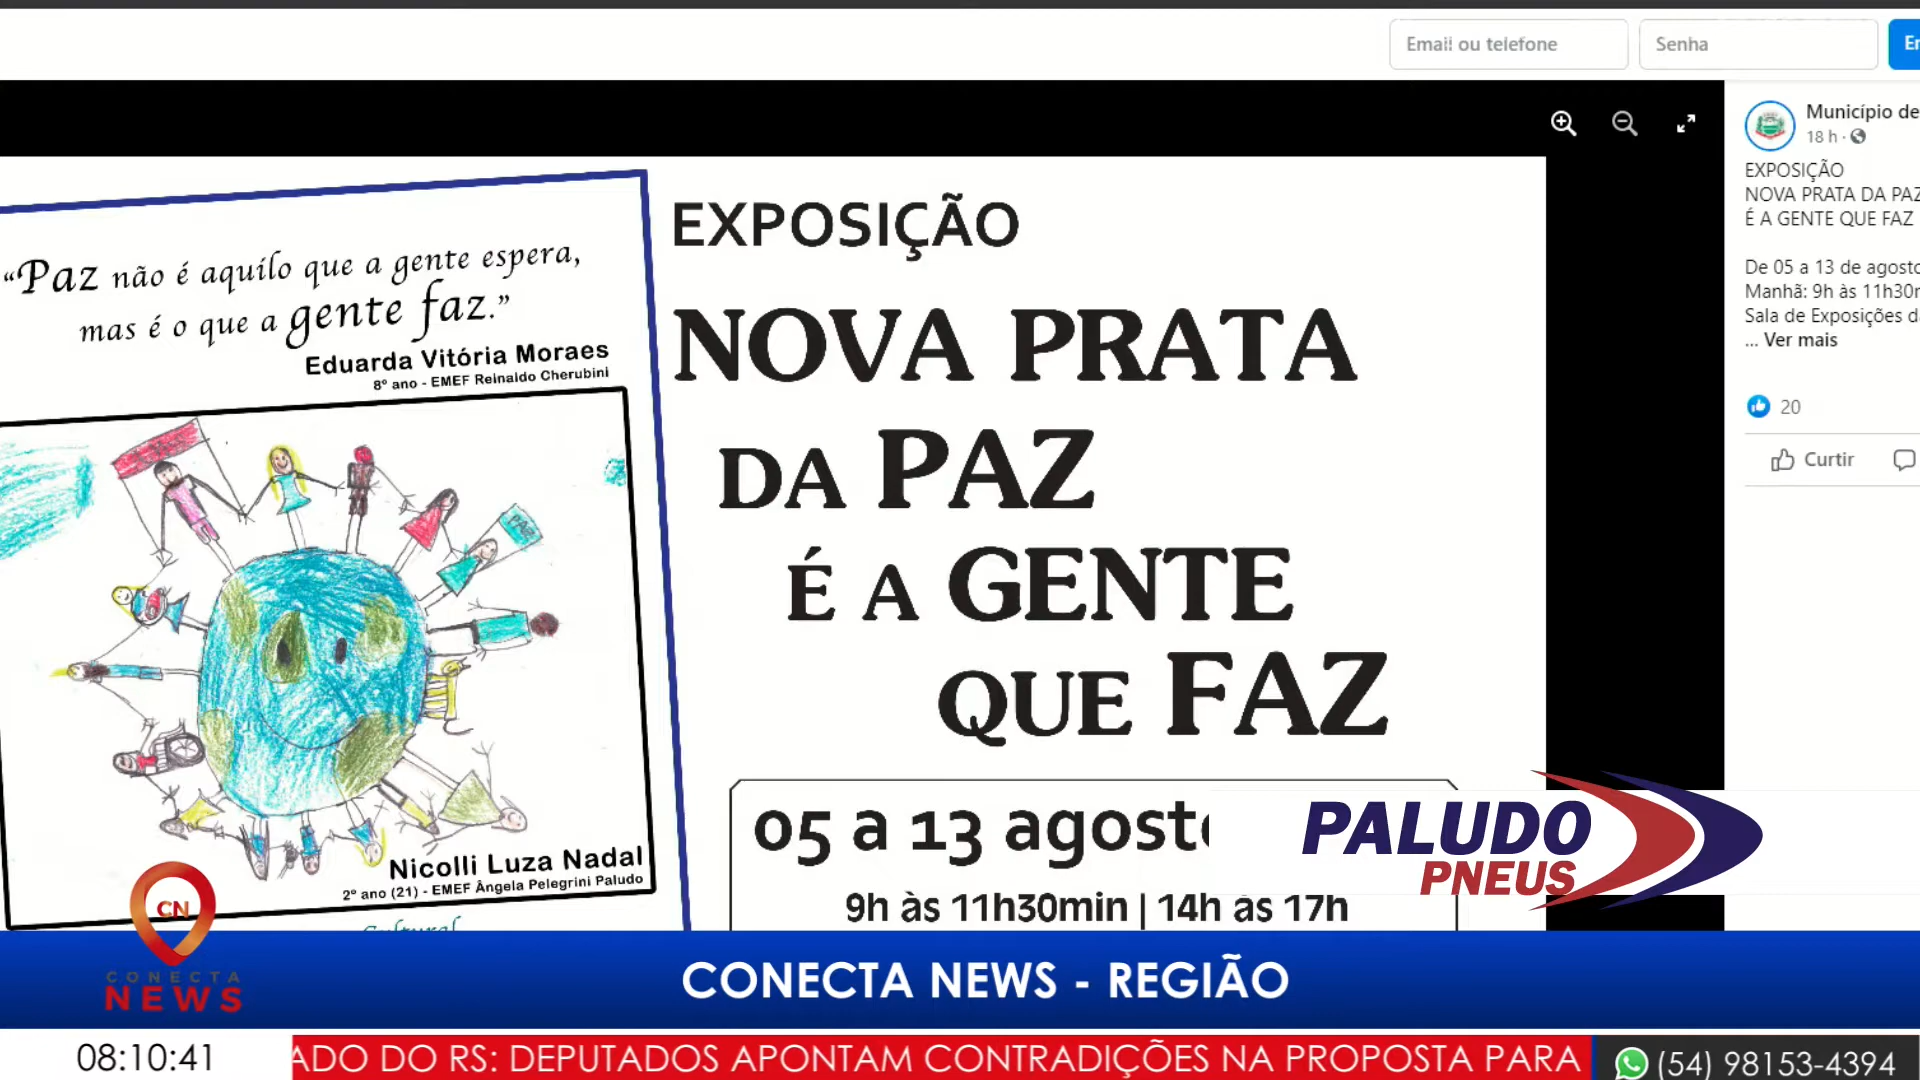 Email ou telefone
Senha
Município de
18 h
EXPOSIÇÃO
NOVA PRATA DA PAZ
É A GENTE QUE FAZ
De 05 a 13 de agosto
Manhã: 9h às 11h30
Sala de Exposições
... Ver mais
20
Curtir
“Paz não é aquilo que a gente espera,
mas é o que a gente faz.”
Eduarda Vitória Moraes
8º ano - EMEF Reinaldo Cherubini
PAZ
Nicolli Luza Nadal
2º ano (21) - EMEF Ângela Pelegrini Paludo
Cultural
EXPOSIÇÃO
NOVA PRATA
DA PAZ
É A GENTE
QUE FAZ
05 a 13 agosto
9h às 11h30min | 14h às 17h
PALUDO
PNEUS
CN
CONECTA
NEWS
CONECTA NEWS - REGIÃO
08:10:41
ADO DO RS: DEPUTADOS APONTAM CONTRADIÇÕES NA PROPOSTA PARA
(54) 98153-4394